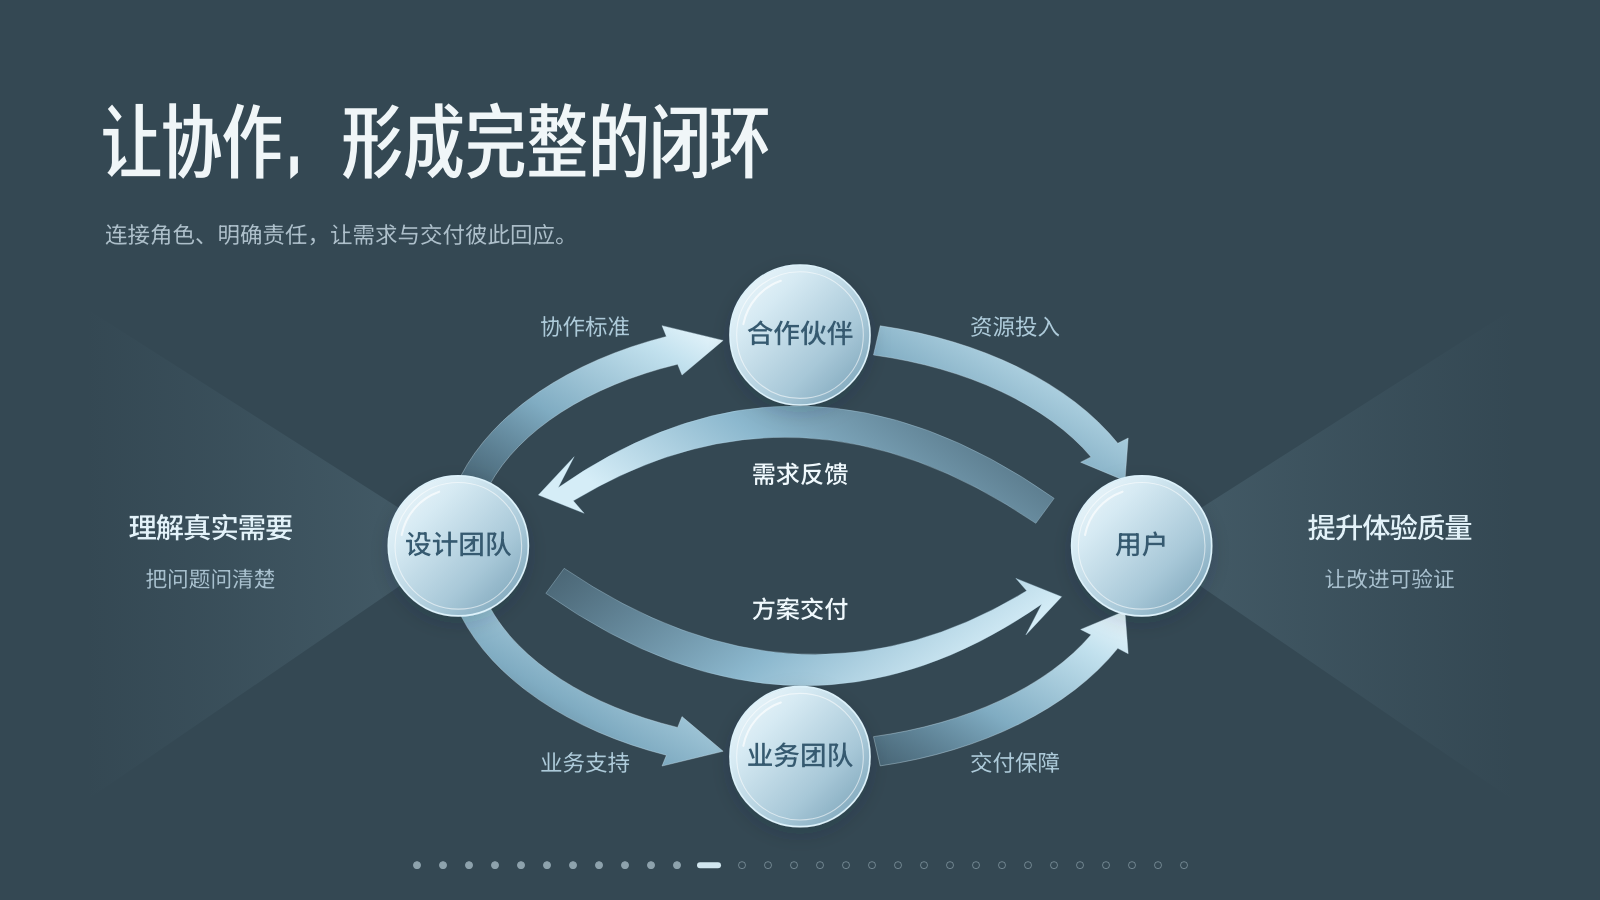 让协作，形成完整的闭环
连接角色、明确责任，让需求与交付彼此回应。
协作标准
合作伙伴
资源投入
需求反馈
理解真实需要
把问问题清楚
设计团队
用户
提升体验质量
让改进可验证
方案交付
业务支持
业务团队
交付保障